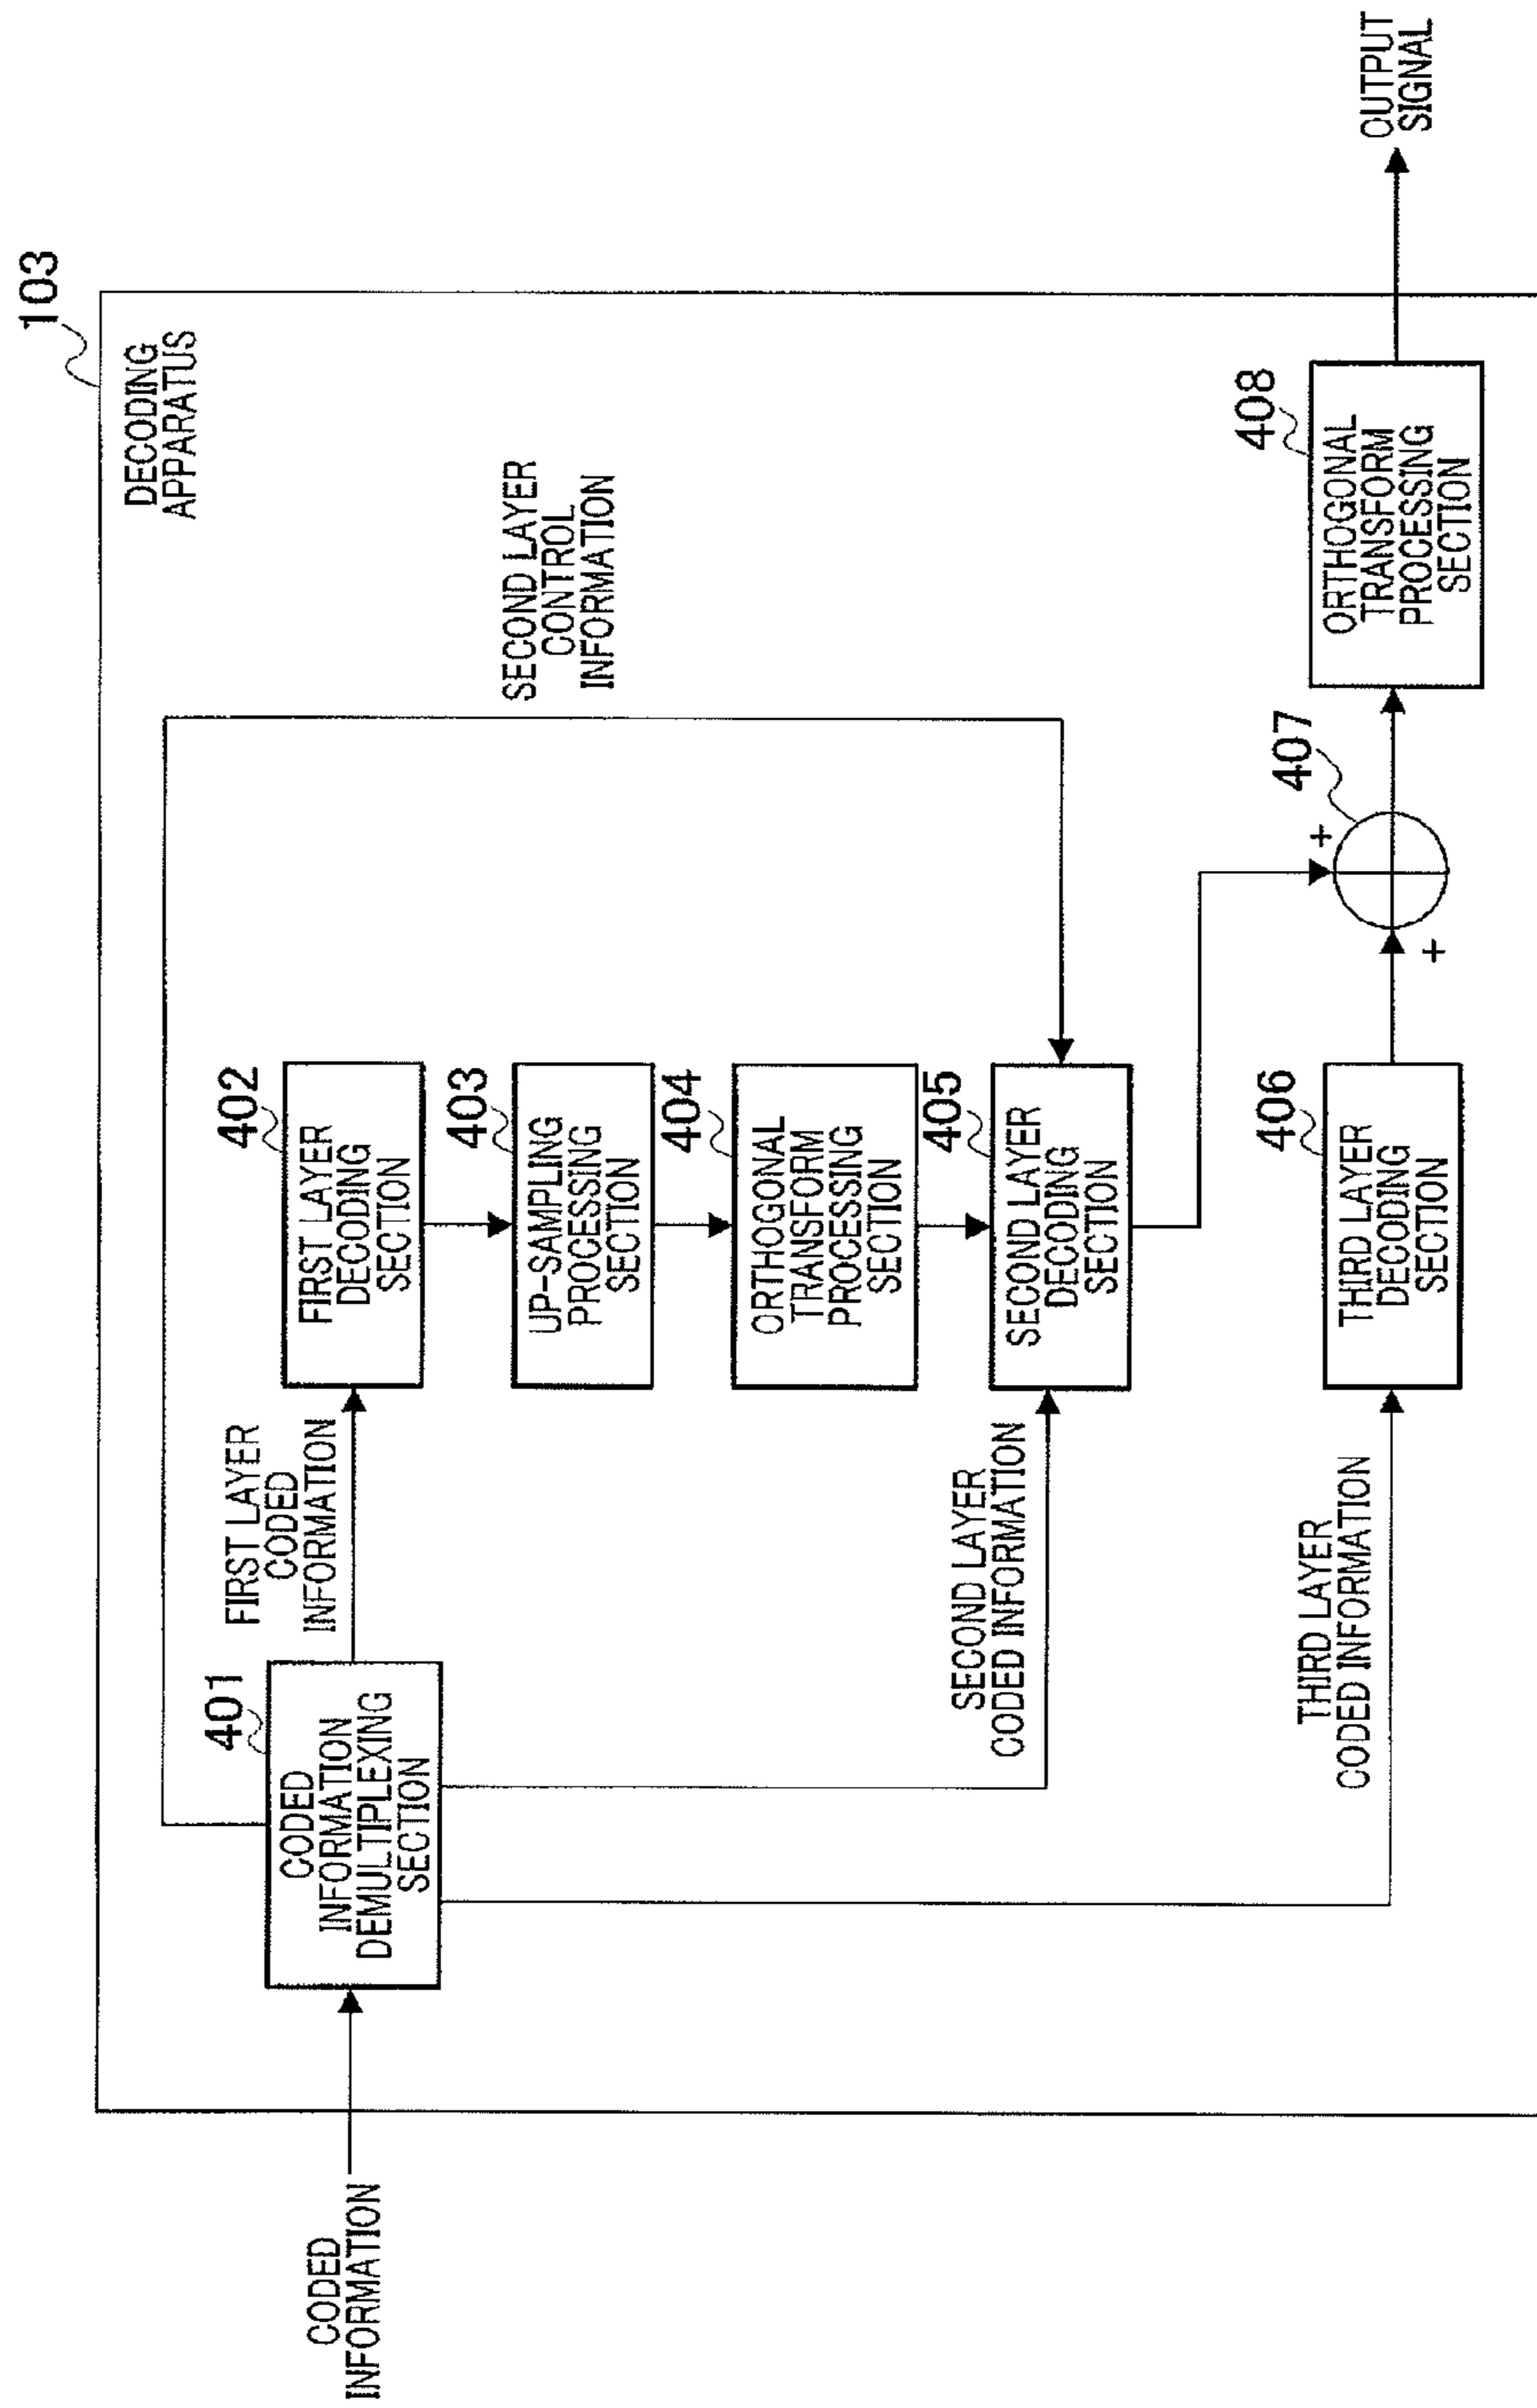 103
DECODING
APPARATUS
SECOND LAYER
CONTROL
INFORMATION
CODED
INFORMATION
401
CODED
INFORMATION
DEMULTIPLEXING
SECTION
FIRST LAYER
CODED
INFORMATION
402
FIRST LAYER
DECODING
SECTION
403
UP-SAMPLING
PROCESSING
SECTION
404
ORTHOGONAL
TRANSFORM
PROCESSING
SECTION
SECOND LAYER
CODED INFORMATION
405
SECOND LAYER
DECODING
SECTION
THIRD LAYER
CODED INFORMATION
406
THIRD LAYER
DECODING
SECTION
+
+
407
408
ORTHOGONAL
TRANSFORM
PROCESSING
SECTION
OUTPUT
SIGNAL